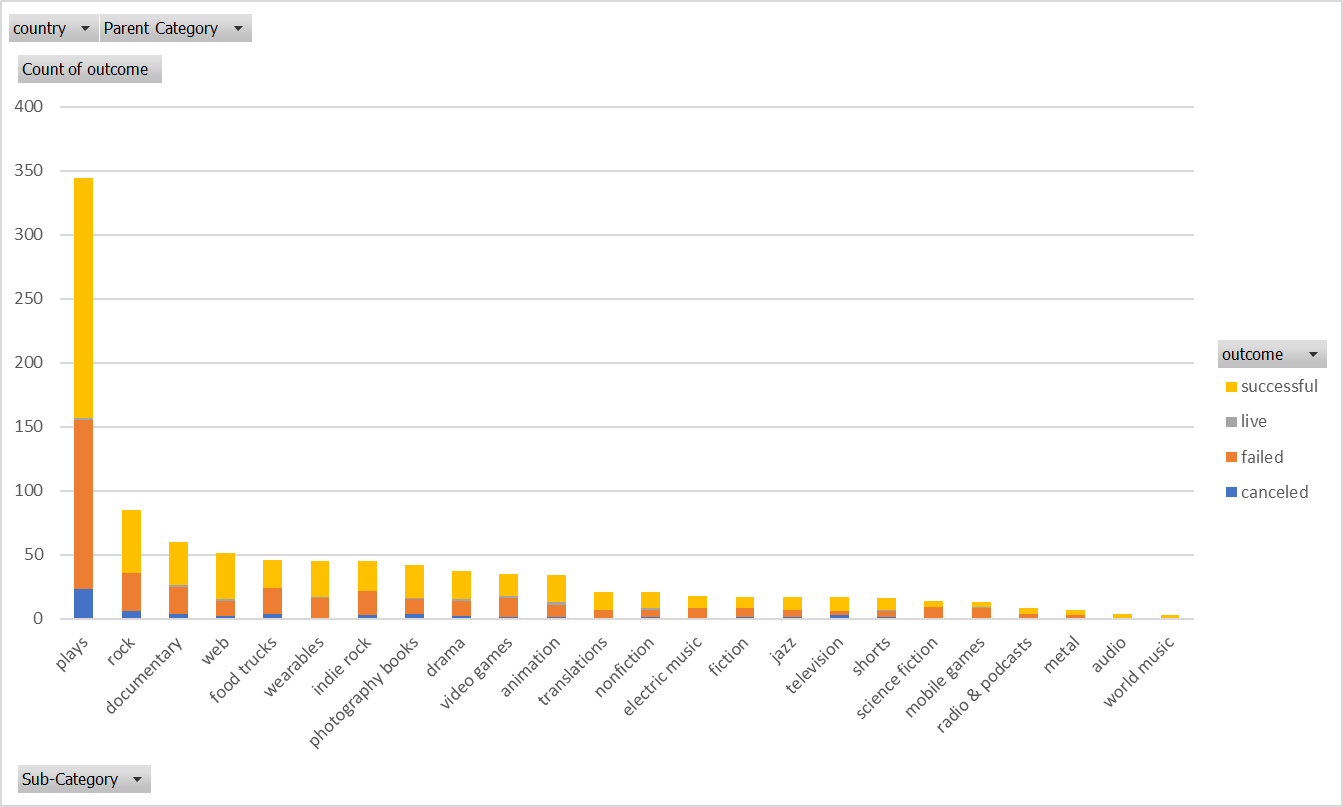 country
Parent Category
Count of outcome
400
350
300
250
200
150
100
50
0
plays
rock
documentary
web
food trucks
wearables
indie rock
photography books
drama
video games
animation
translations
nonfiction
electric music
fiction
jazz
television
shorts
science fiction
mobile games
radio & podcasts
metal
audio
world music
outcome
successful
live
failed
canceled
Sub-Category